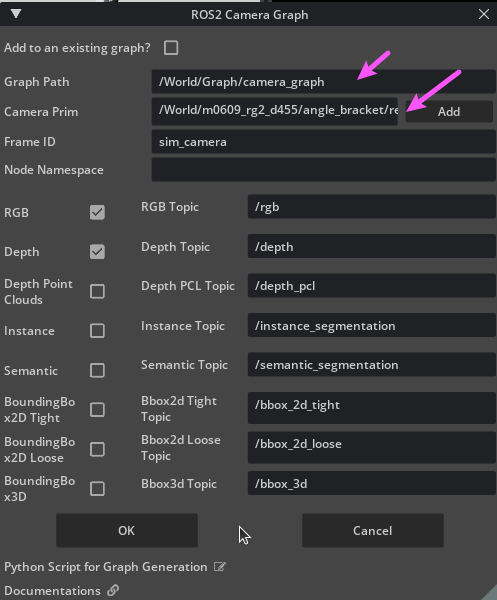 ROS2 Camera Graph
Add to an existing graph?
Graph Path /World/Graph/camera_graph
Camera Prim /World/m0609_rg2_d455/angle_bracket/re Add
Frame ID sim_camera
Node Namespace
RGB RGB Topic /rgb
Depth Depth Topic /depth
Depth Point
Clouds
Depth PCL Topic /depth_pcl
Instance Instance Topic /instance_segmentation
Semantic Semantic Topic /semantic_segmentation
BoundingBo
x2D Tight
Bbox2d Tight
Topic
/bbox_2d_tight
BoundingBo
x2D Loose
Bbox2d Loose
Topic
/bbox_2d_loose
BoundingBo
x3D
Bbox3d Topic /bbox_3d
OK Cancel
Python Script for Graph Generation
Documentations